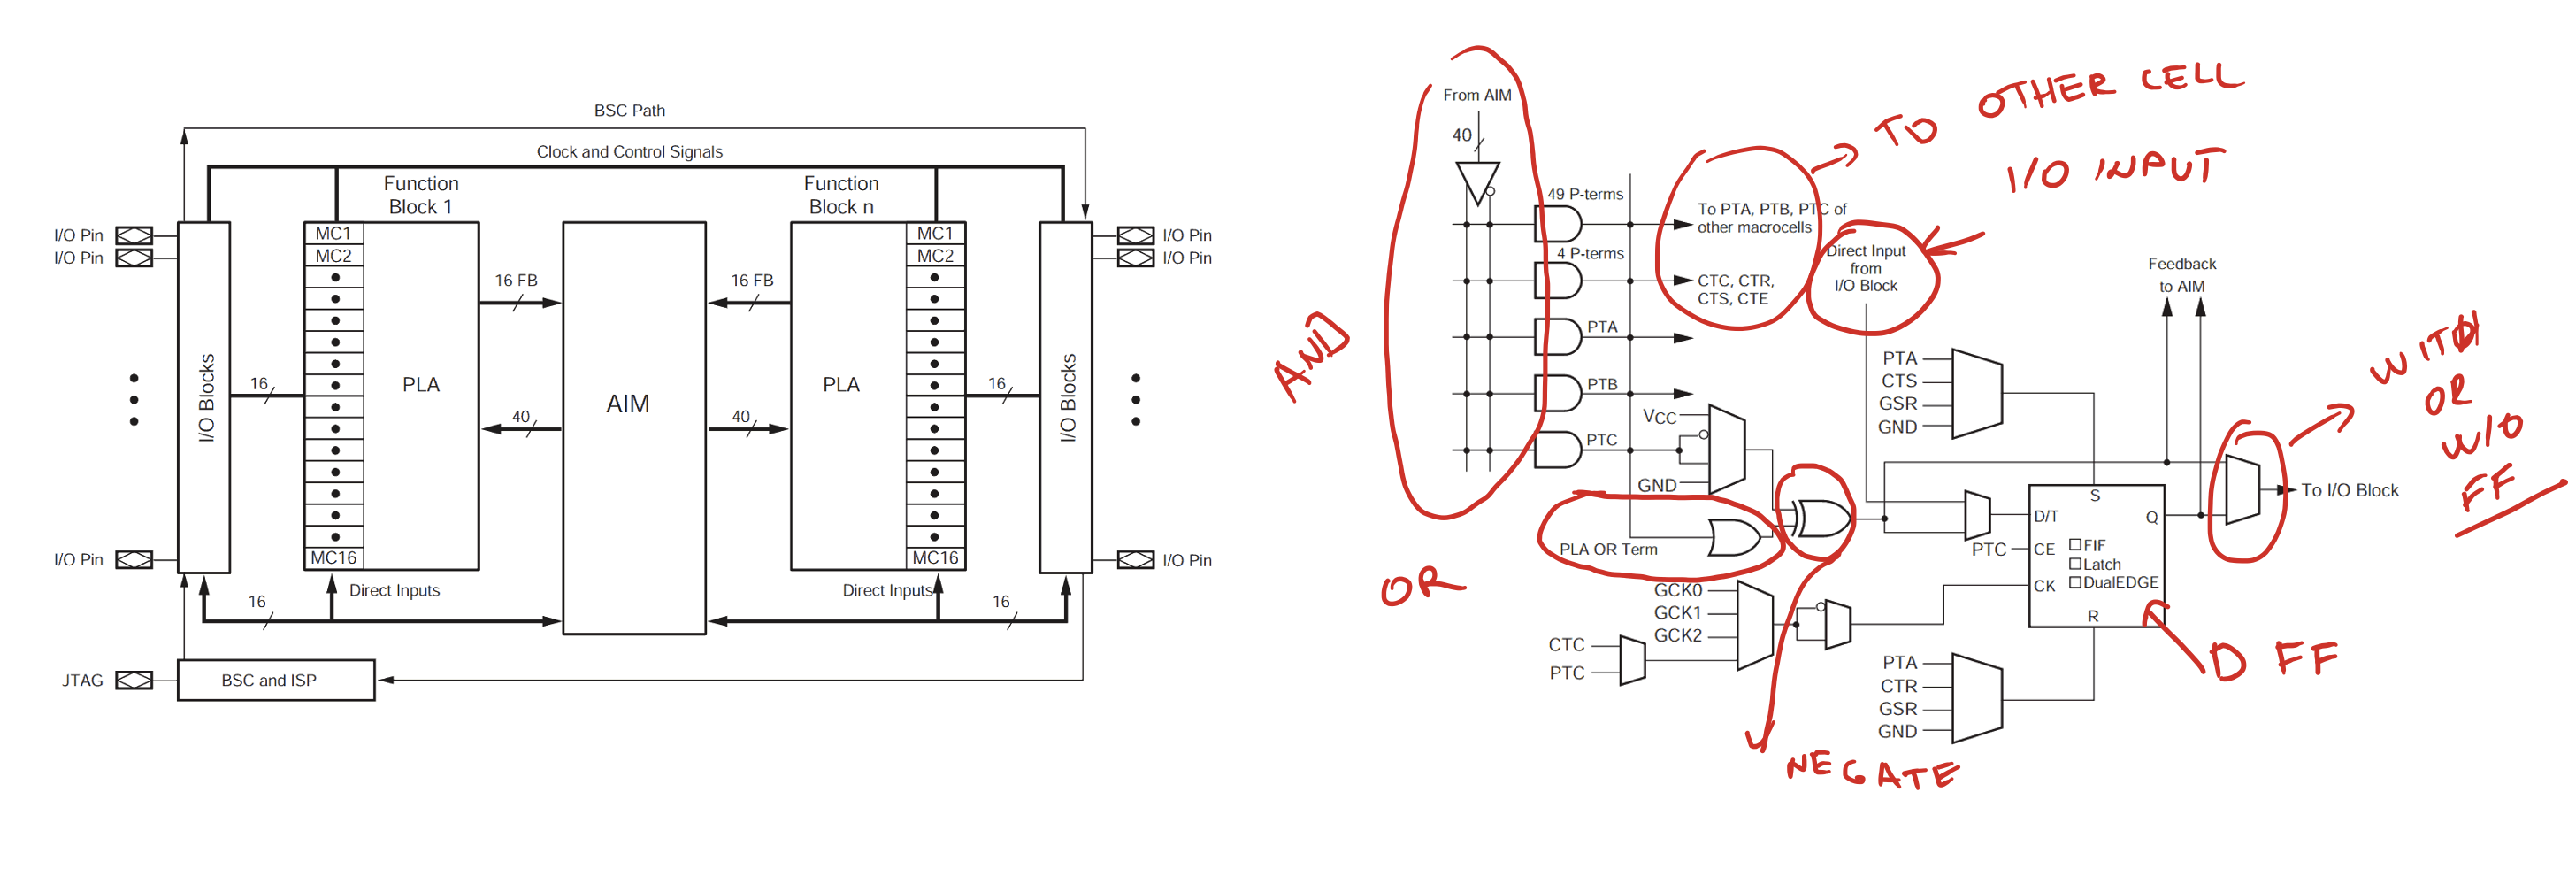 BSC Path
Clock and Control Signals
Function
Block 1
Function
Block n
I/O Pin
I/O Pin
I/O Pin
I/O Blocks
16
MC1
MC2
MC16
PLA
16 FB
40
AIM
16 FB
40
PLA
MC1
MC2
MC16
16
I/O Blocks
I/O Pin
I/O Pin
I/O Pin
Direct Inputs
Direct Inputs
16
16
JTAG
BSC and ISP
From AIM
40
49 P-terms
To PTA, PTB, PTC of
other macrocells
4 P-terms
CTC, CTR,
CTS, CTE
PTA
PTB
PTC
VCC
GND
PLA OR Term
Direct Input
from
I/O Block
Feedback
to AIM
PTA
CTS
GSR
GND
S
D/T
Q
PTC
CE
FIF
Latch
DualEDGE
CK
R
To I/O Block
GCK0
GCK1
GCK2
CTC
PTC
PTA
CTR
GSR
GND
AND
OR
TO OTHER CELL
I/O INPUT
WITH
OR
W/O
FF
D FF
NEGATE